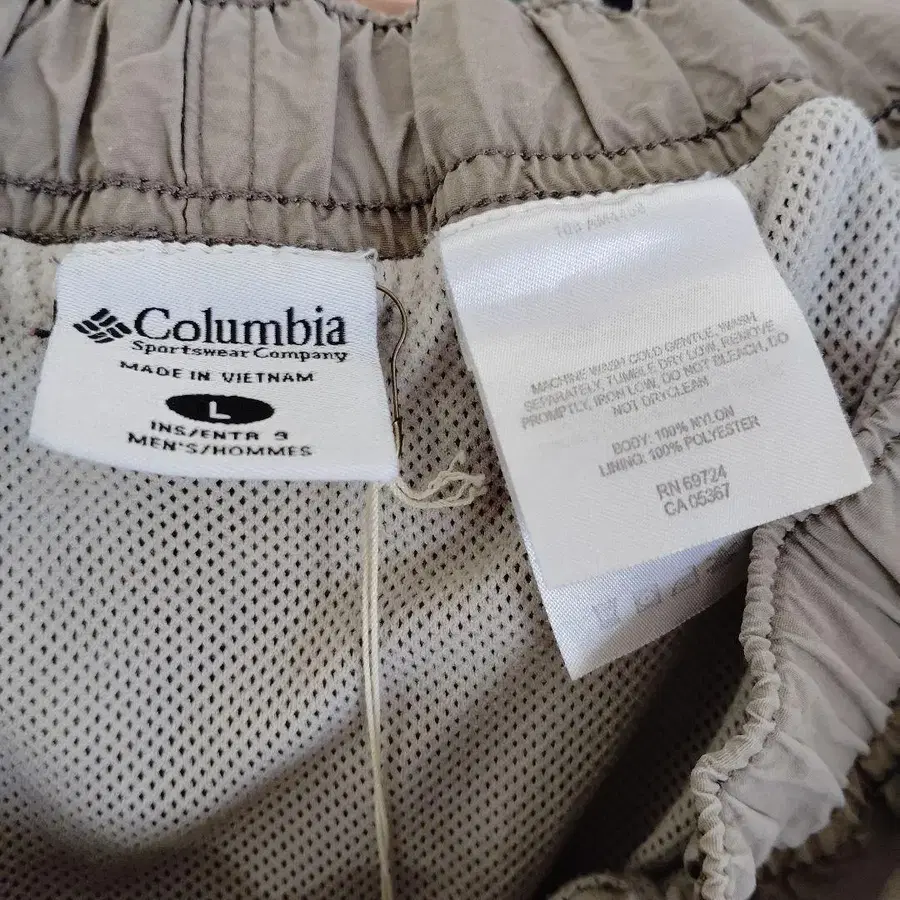 Columbia
Sportswear Company
MADE IN VIETNAM
L
INS/ENTR 3
MEN'S/HOMMES
MACHINE WASH COLD GENTLE, WASH
SEPARATELY, TUMBLE DRY LOW, REMOVE
PROMPTLY, IRON LOW, DO NOT BLEACH, DO
NOT DRYCLEAN
BODY: 100% NYLON
LINING: 100% POLYESTER
RN 69724
CA 05367